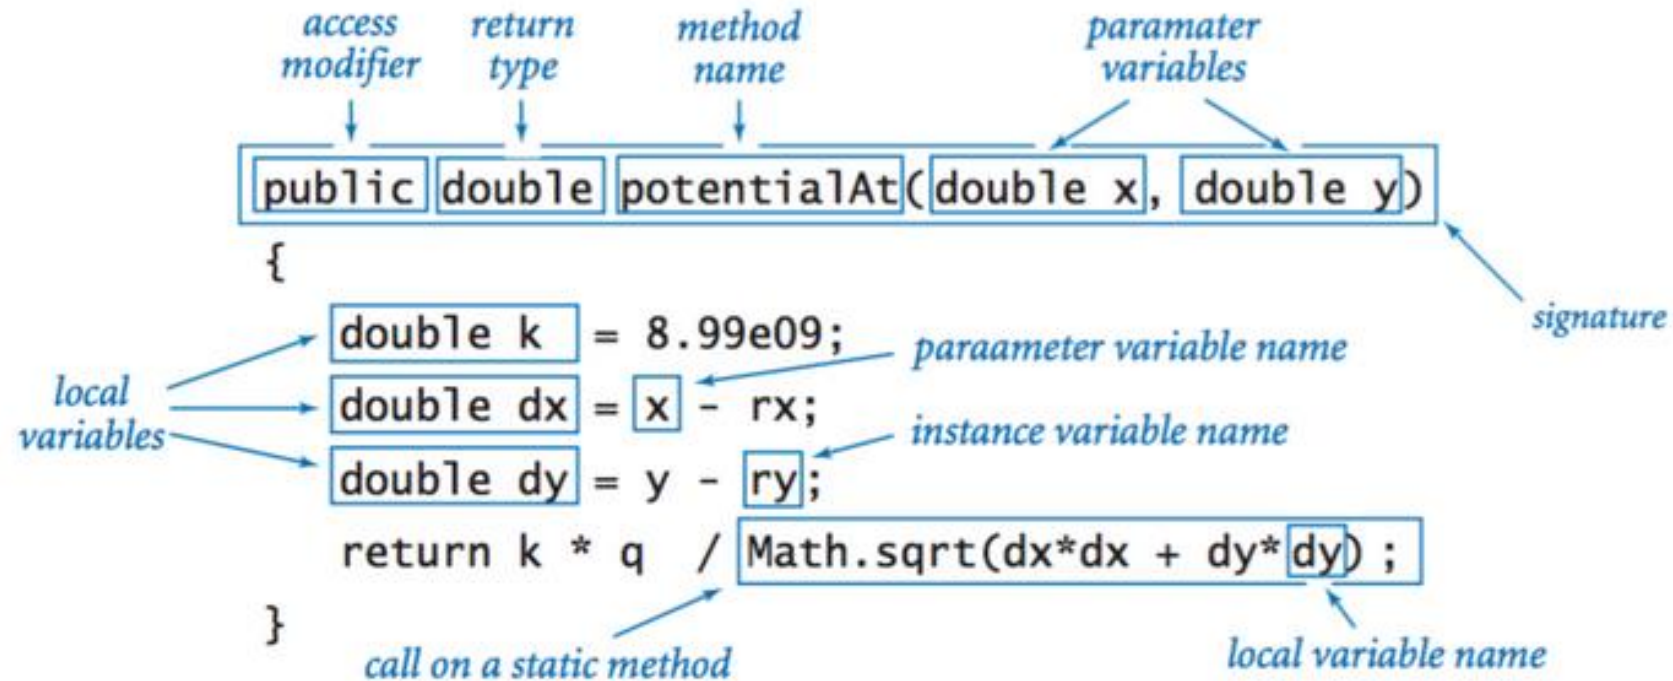 access modifier
return type
method name
paramater variables
public double potentialAt(double x, double y)
signature
{
double k = 8.99e09;
paraameter variable name
local variables
double dx = x - rx;
instance variable name
double dy = y - ry;
return k * q / Math.sqrt(dx*dx + dy*dy) ;
}
call on a static method
local variable name